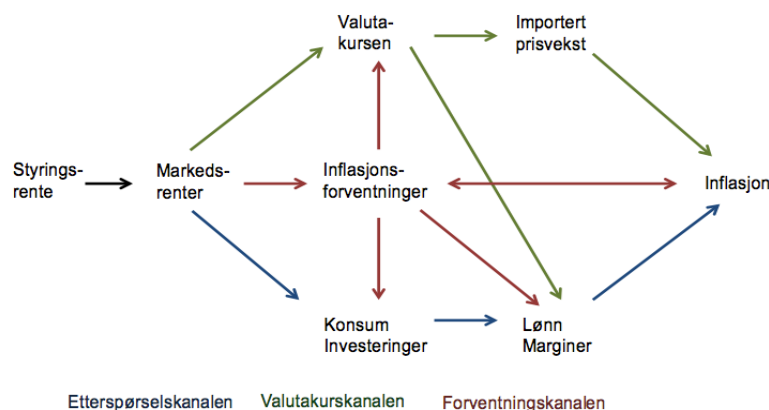 Valuta-
kursen
Importert
prisvekst
Styrings-
rente
Markeds-
renter
Inflasjons-
forventninger
Inflasjon
Konsum
Investeringer
Lønn
Marginer
Etterspørselskanalen Valutakurskanalen Forventningskanalen